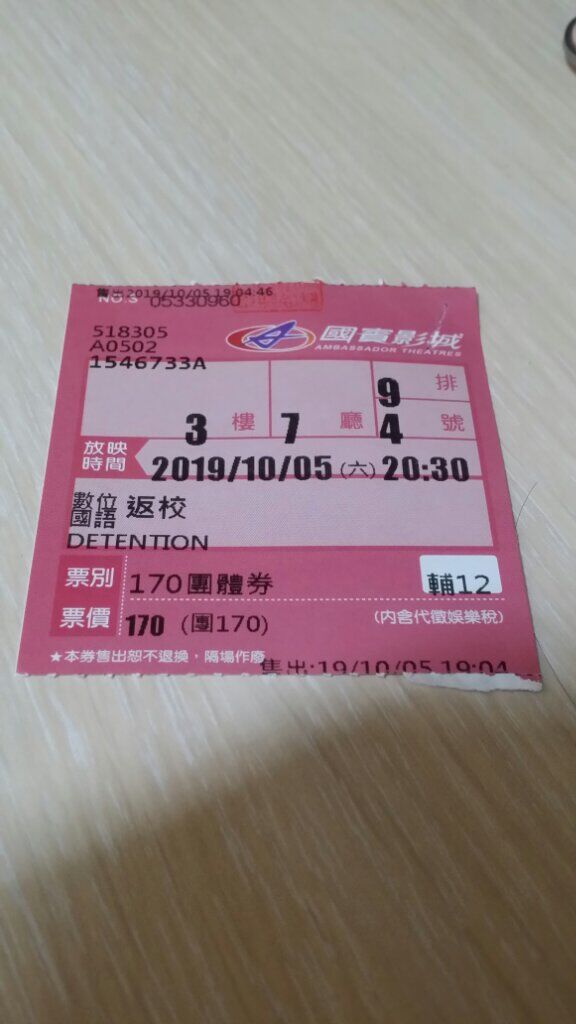 售出2019/10/05 19:04:46
NO:S 05330960
518305
A0502
1546733A
國賓影城
AMBASSADOR THEATRES
9 排
3 樓 7 廳 4 號
放映時間 2019/10/05 (六) 20:30
數位
國語 返校
DETENTION
票別 170團體券 輔12
票價 170 (團170) (內含代徵娛樂稅)
★本券售出恕不退換,隔場作廢
售出:19/10/05 19:04